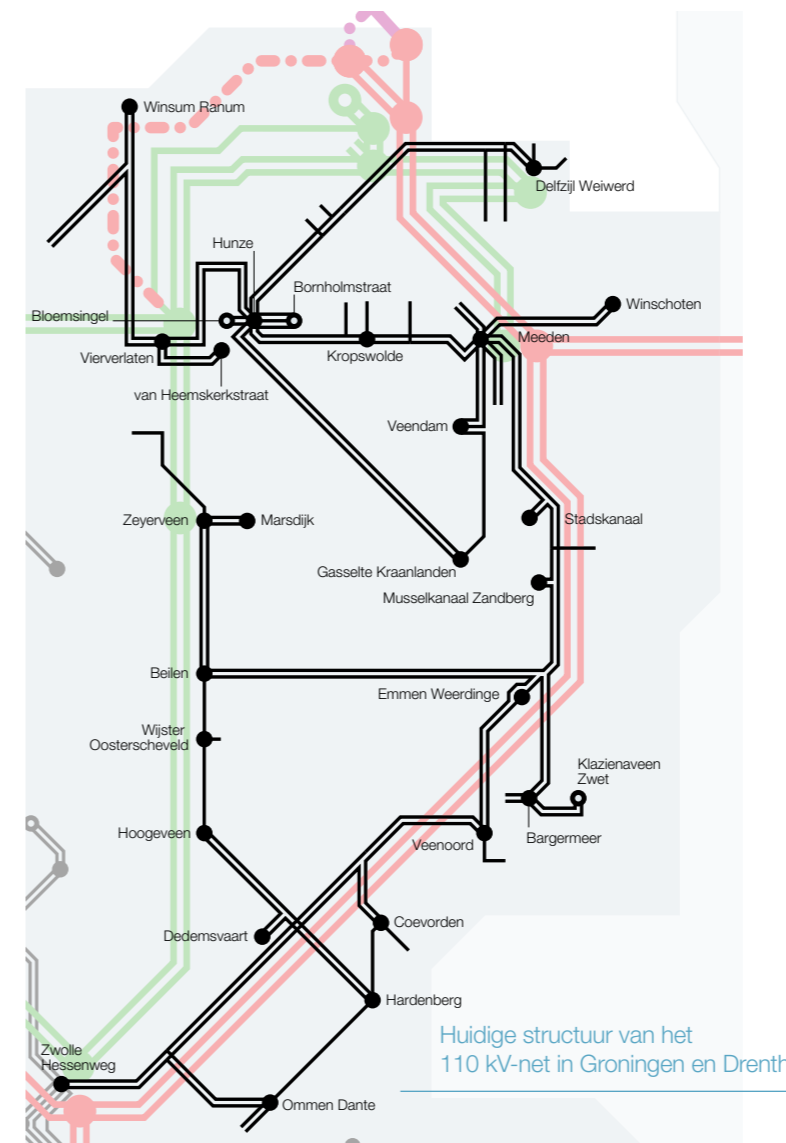 Winsum Ranum
Delfzijl Weiwerd
Hunze
Bornholmstraat
Bloemsingel
Winschoten
Meeden
Vierverlaten
Kropswolde
van Heemskerkstraat
Veendam
Zeyerveen
Marsdijk
Stadskanaal
Gasselte Kraanlanden
Musselkanaal Zandberg
Beilen
Emmen Weerdinge
Wijster
Oosterscheveld
Klazienaveen
Zwet
Hoogeveen
Veenoord
Bargermeer
Dedemsvaart
Coevorden
Hardenberg
Huidige structuur van het
110 kV-net in Groningen en Drenth
Zwolle
Hessenweg
Ommen Dante